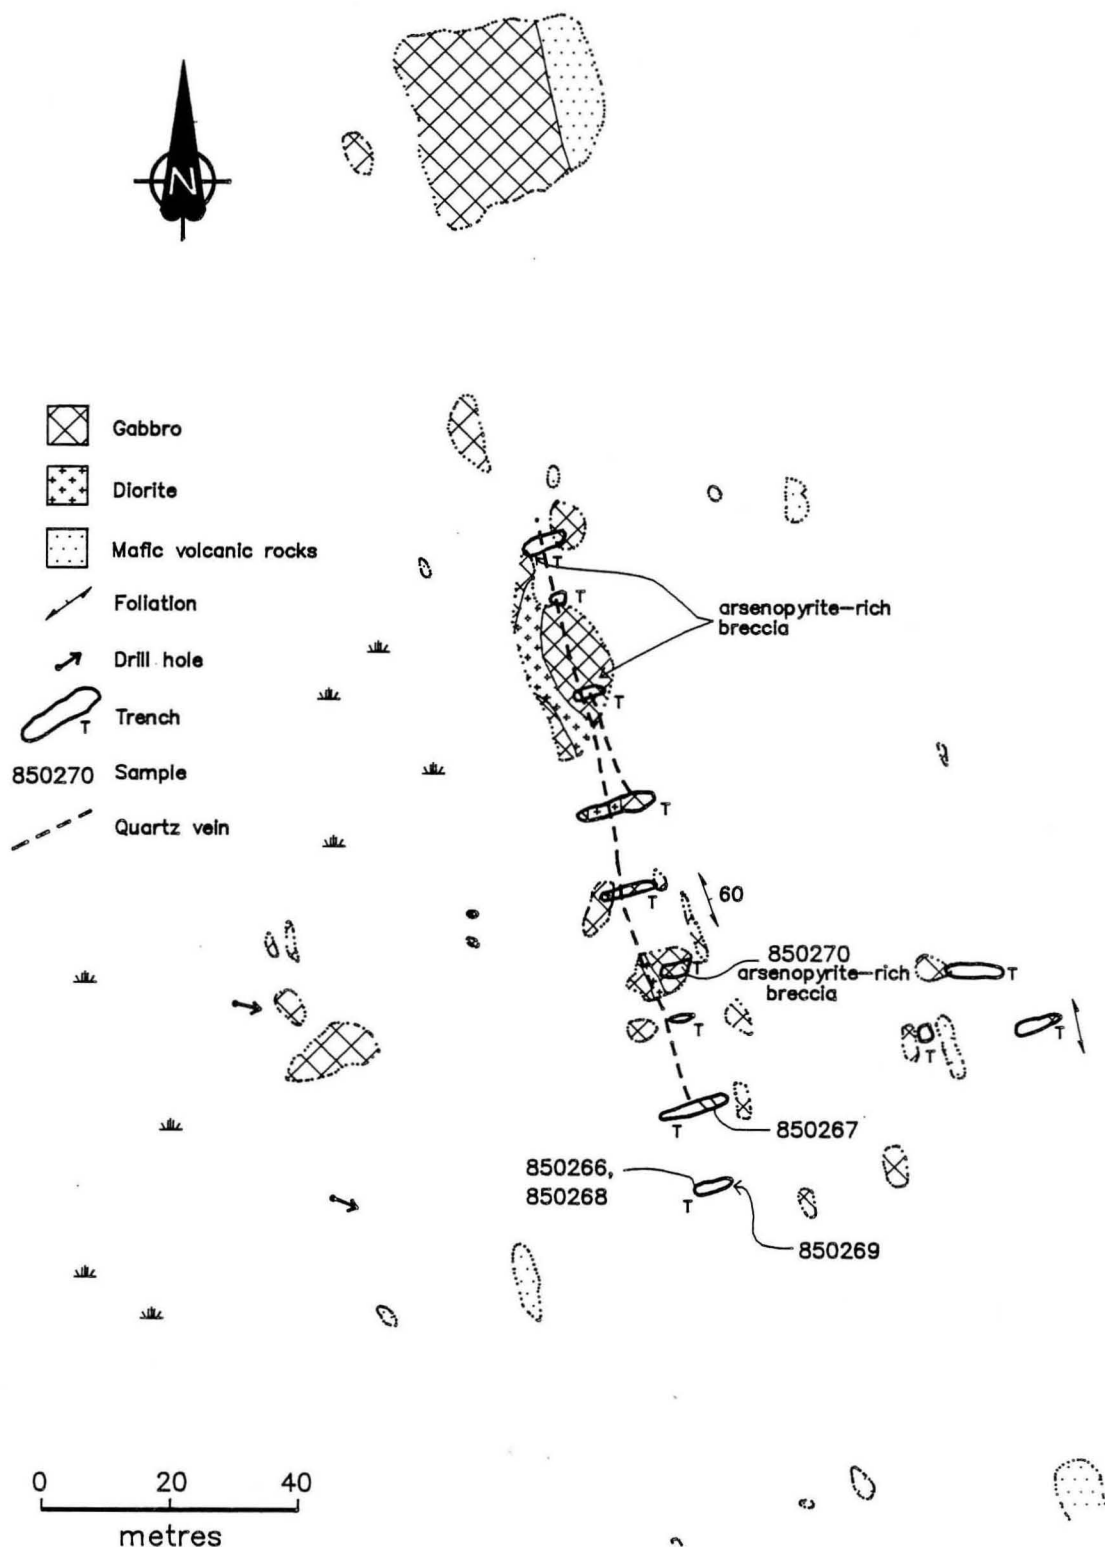 N
Gabbro
Diorite
Mafic volcanic rocks
Foliation
Drill hole
T
Trench
850270 Sample
Quartz vein
T
T
arsenopyrite-rich
breccia
T
T
T
60
850270
T
arsenopyrite-rich
breccia
T
T
T
T
850267
T
850266,
850268
T
850269
0 20 40
metres